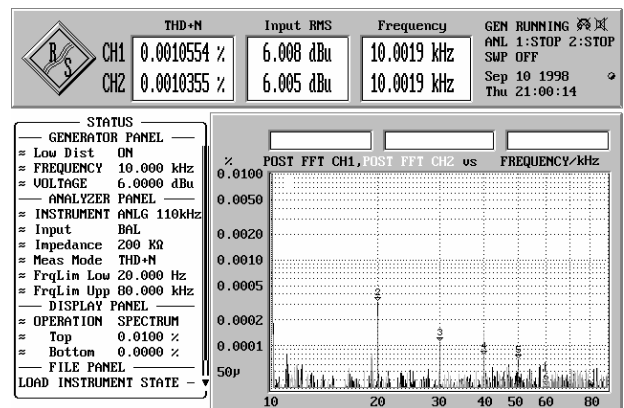 THD+N Input RMS Frequency
R/S
CH1 0.0010554 % 6.008 dBu 10.0019 kHz
CH2 0.0010355 % 6.005 dBu 10.0019 kHz
GEN RUNNING
ANL 1:STOP 2:STOP
SWP OFF
Sep 10 1998
Thu 21:00:14
STATUS
GENERATOR PANEL
≈ Low Dist ON
≈ FREQUENCY 10.000 kHz
≈ VOLTAGE 6.0000 dBu
ANALYZER PANEL
≈ INSTRUMENT ANLG 110kHz
≈ Input BAL
≈ Impedance 200 KΩ
≈ Meas Mode THD+N
≈ FrqLim Low 20.000 Hz
≈ FrqLim Upp 80.000 kHz
DISPLAY PANEL
≈ OPERATION SPECTRUM
≈ Top 0.0100 %
≈ Bottom 0.0000 %
FILE PANEL
LOAD INSTRUMENT STATE
% POST FFT CH1,POST FFT CH2 vs FREQUENCY/kHz
0.0100
0.0050
0.0020
0.0010
0.0005
0.0002
0.0001
50µ
2
3
4
5
6
10 20 30 40 50 60 80